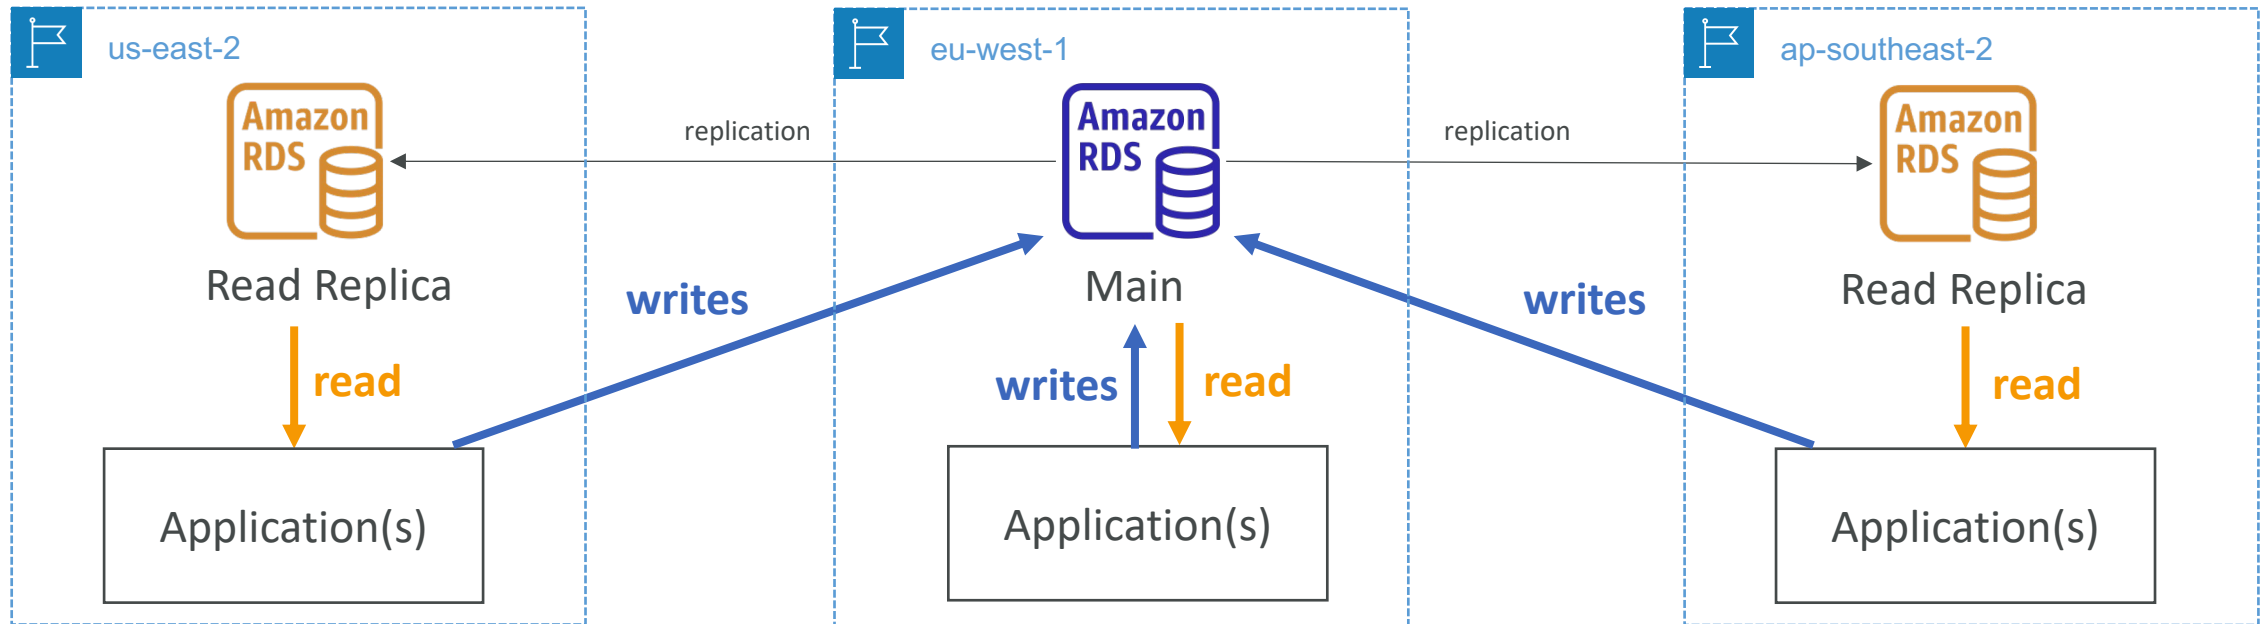 us-east-2
eu-west-1
ap-southeast-2
Amazon
RDS
replication
Amazon
RDS
replication
Amazon
RDS
Read Replica
writes
Main
writes
Read Replica
read
writes
read
read
Application(s)
Application(s)
Application(s)